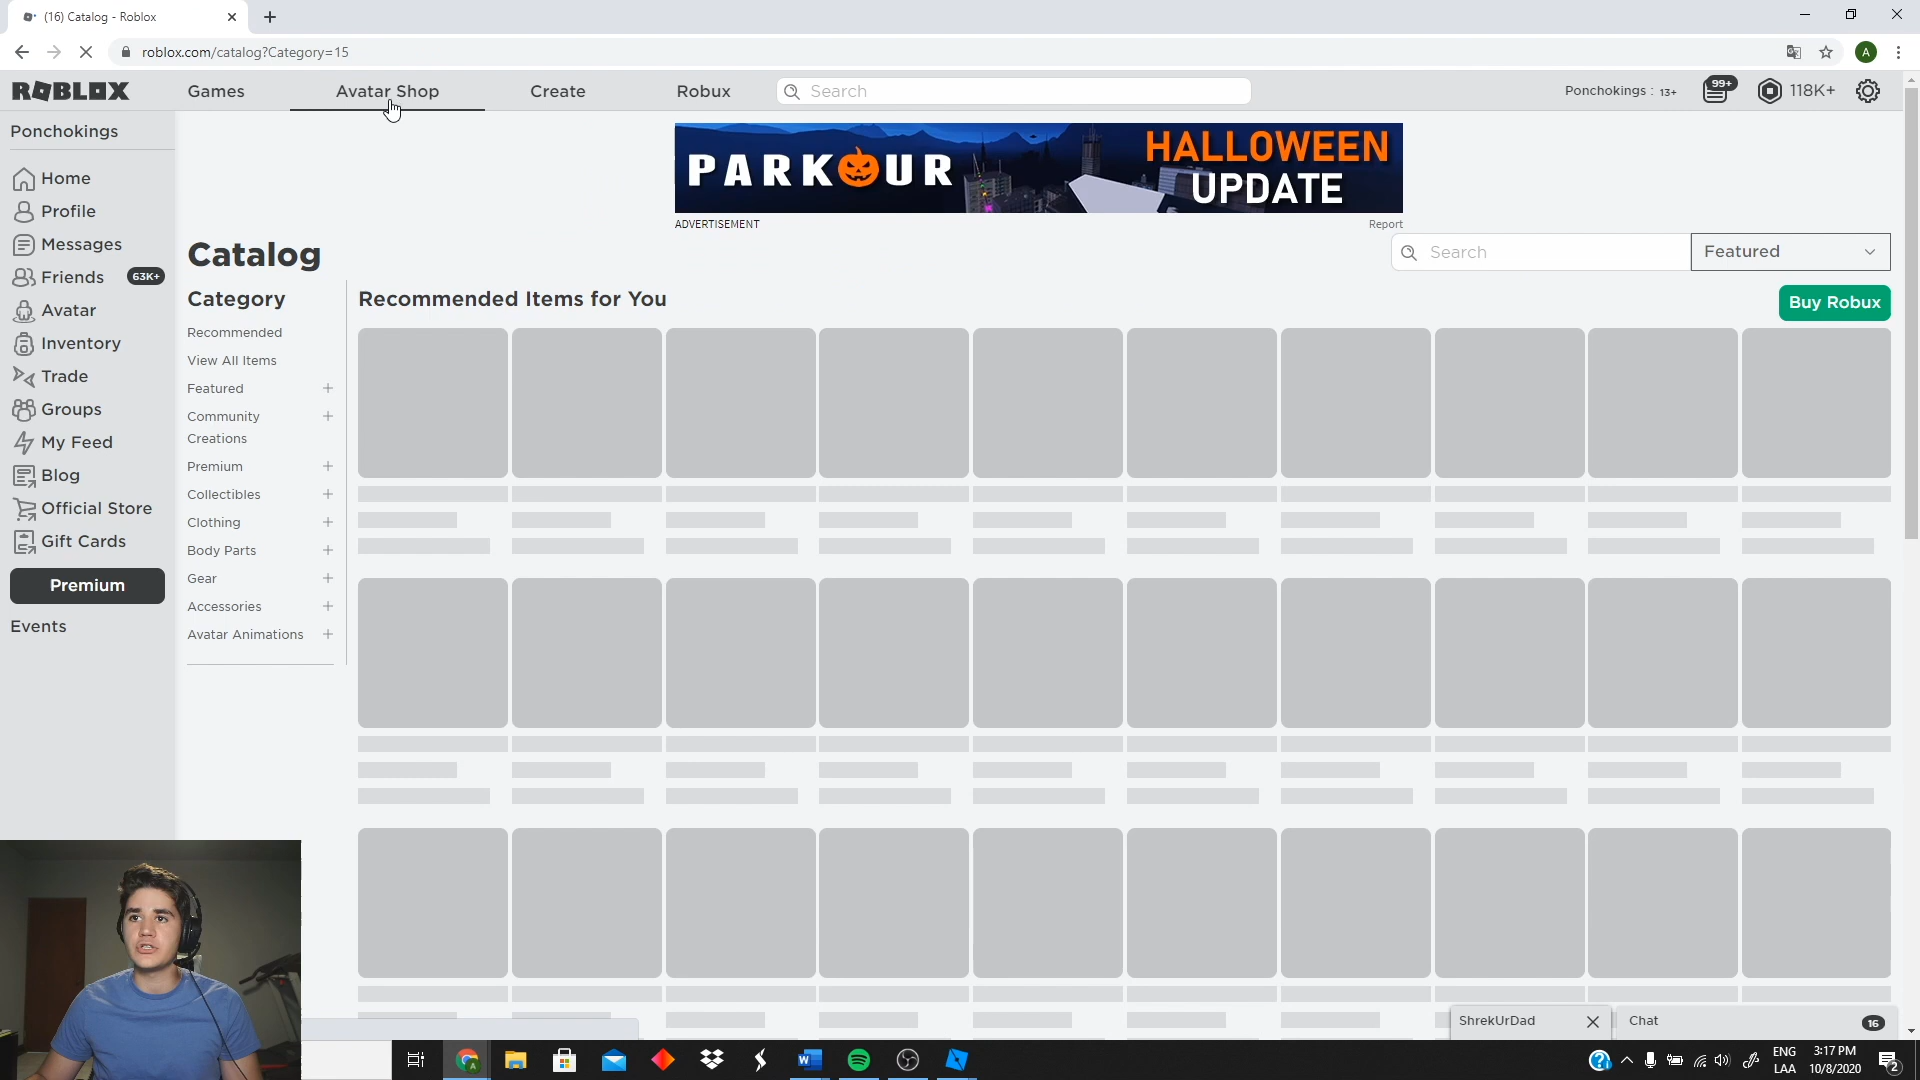 (16) Catalog - Roblox
roblox.com/catalog?Category=15
A
ROBLOX
Games
Avatar Shop
Create
Robux
Search
Ponchokings : 13+
99+
118K+
Ponchokings
Home
Profile
Messages
Friends 63K+
Avatar
Inventory
Trade
Groups
My Feed
Blog
Official Store
Gift Cards
Premium
Events
PARKOUR
HALLOWEEN
UPDATE
ADVERTISEMENT
Report
Catalog
Search
Featured
Category
Recommended
View All Items
Featured +
Community +
Creations
Premium +
Collectibles +
Clothing +
Body Parts +
Gear +
Accessories +
Avatar Animations +
Recommended Items for You
Buy Robux
ShrekUrDad
Chat
16
ENG
LAA
3:17 PM
10/8/2020
2